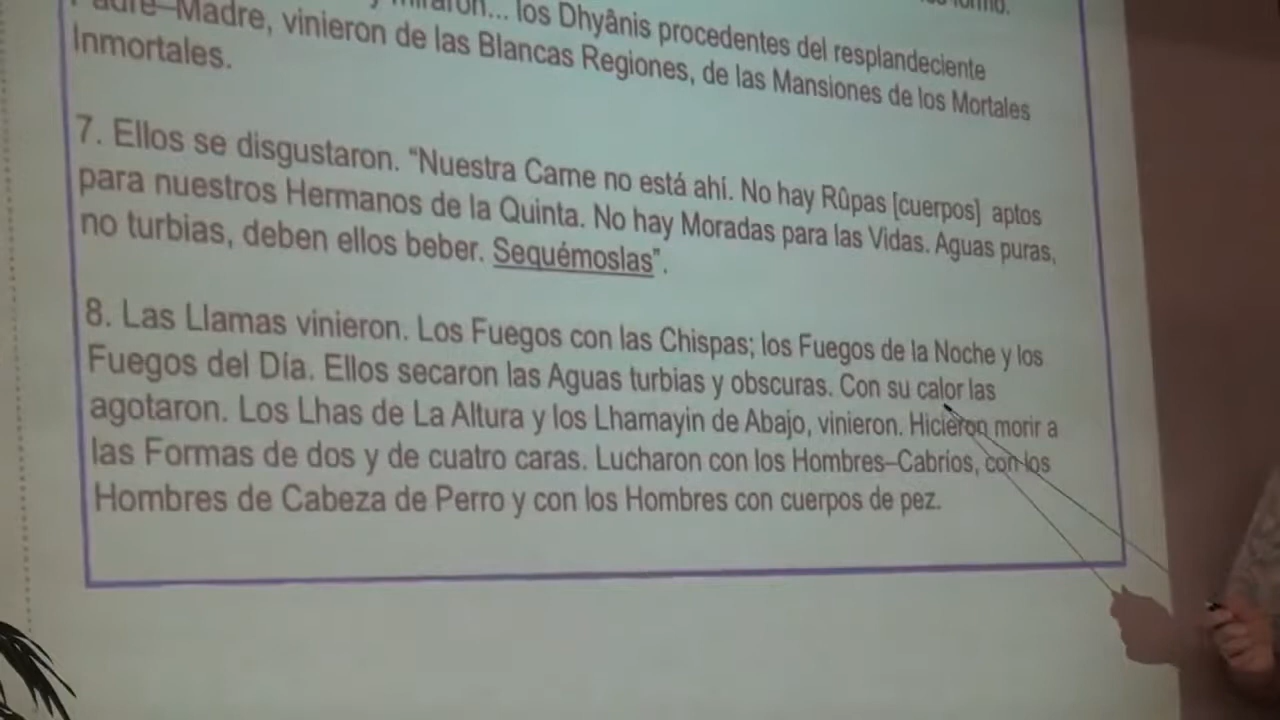 los Dhyânis procedentes del resplandeciente
Padre–Madre, vinieron de las Blancas Regiones, de las Mansiones de los Mortales
Inmortales.
7. Ellos se disgustaron. “Nuestra Carne no está ahí. No hay Rûpas [cuerpos] aptos
para nuestros Hermanos de la Quinta. No hay Moradas para las Vidas. Aguas puras,
no turbias, deben ellos beber. Sequémoslas”.
8. Las Llamas vinieron. Los Fuegos con las Chispas; los Fuegos de la Noche y los
Fuegos del Día. Ellos secaron las Aguas turbias y obscuras. Con su calor las
agotaron. Los Lhas de La Altura y los Lhamayin de Abajo, vinieron. Hicieron morir a
las Formas de dos y de cuatro caras. Lucharon con los Hombres–Cabríos, con los
Hombres de Cabeza de Perro y con los Hombres con cuerpos de pez.